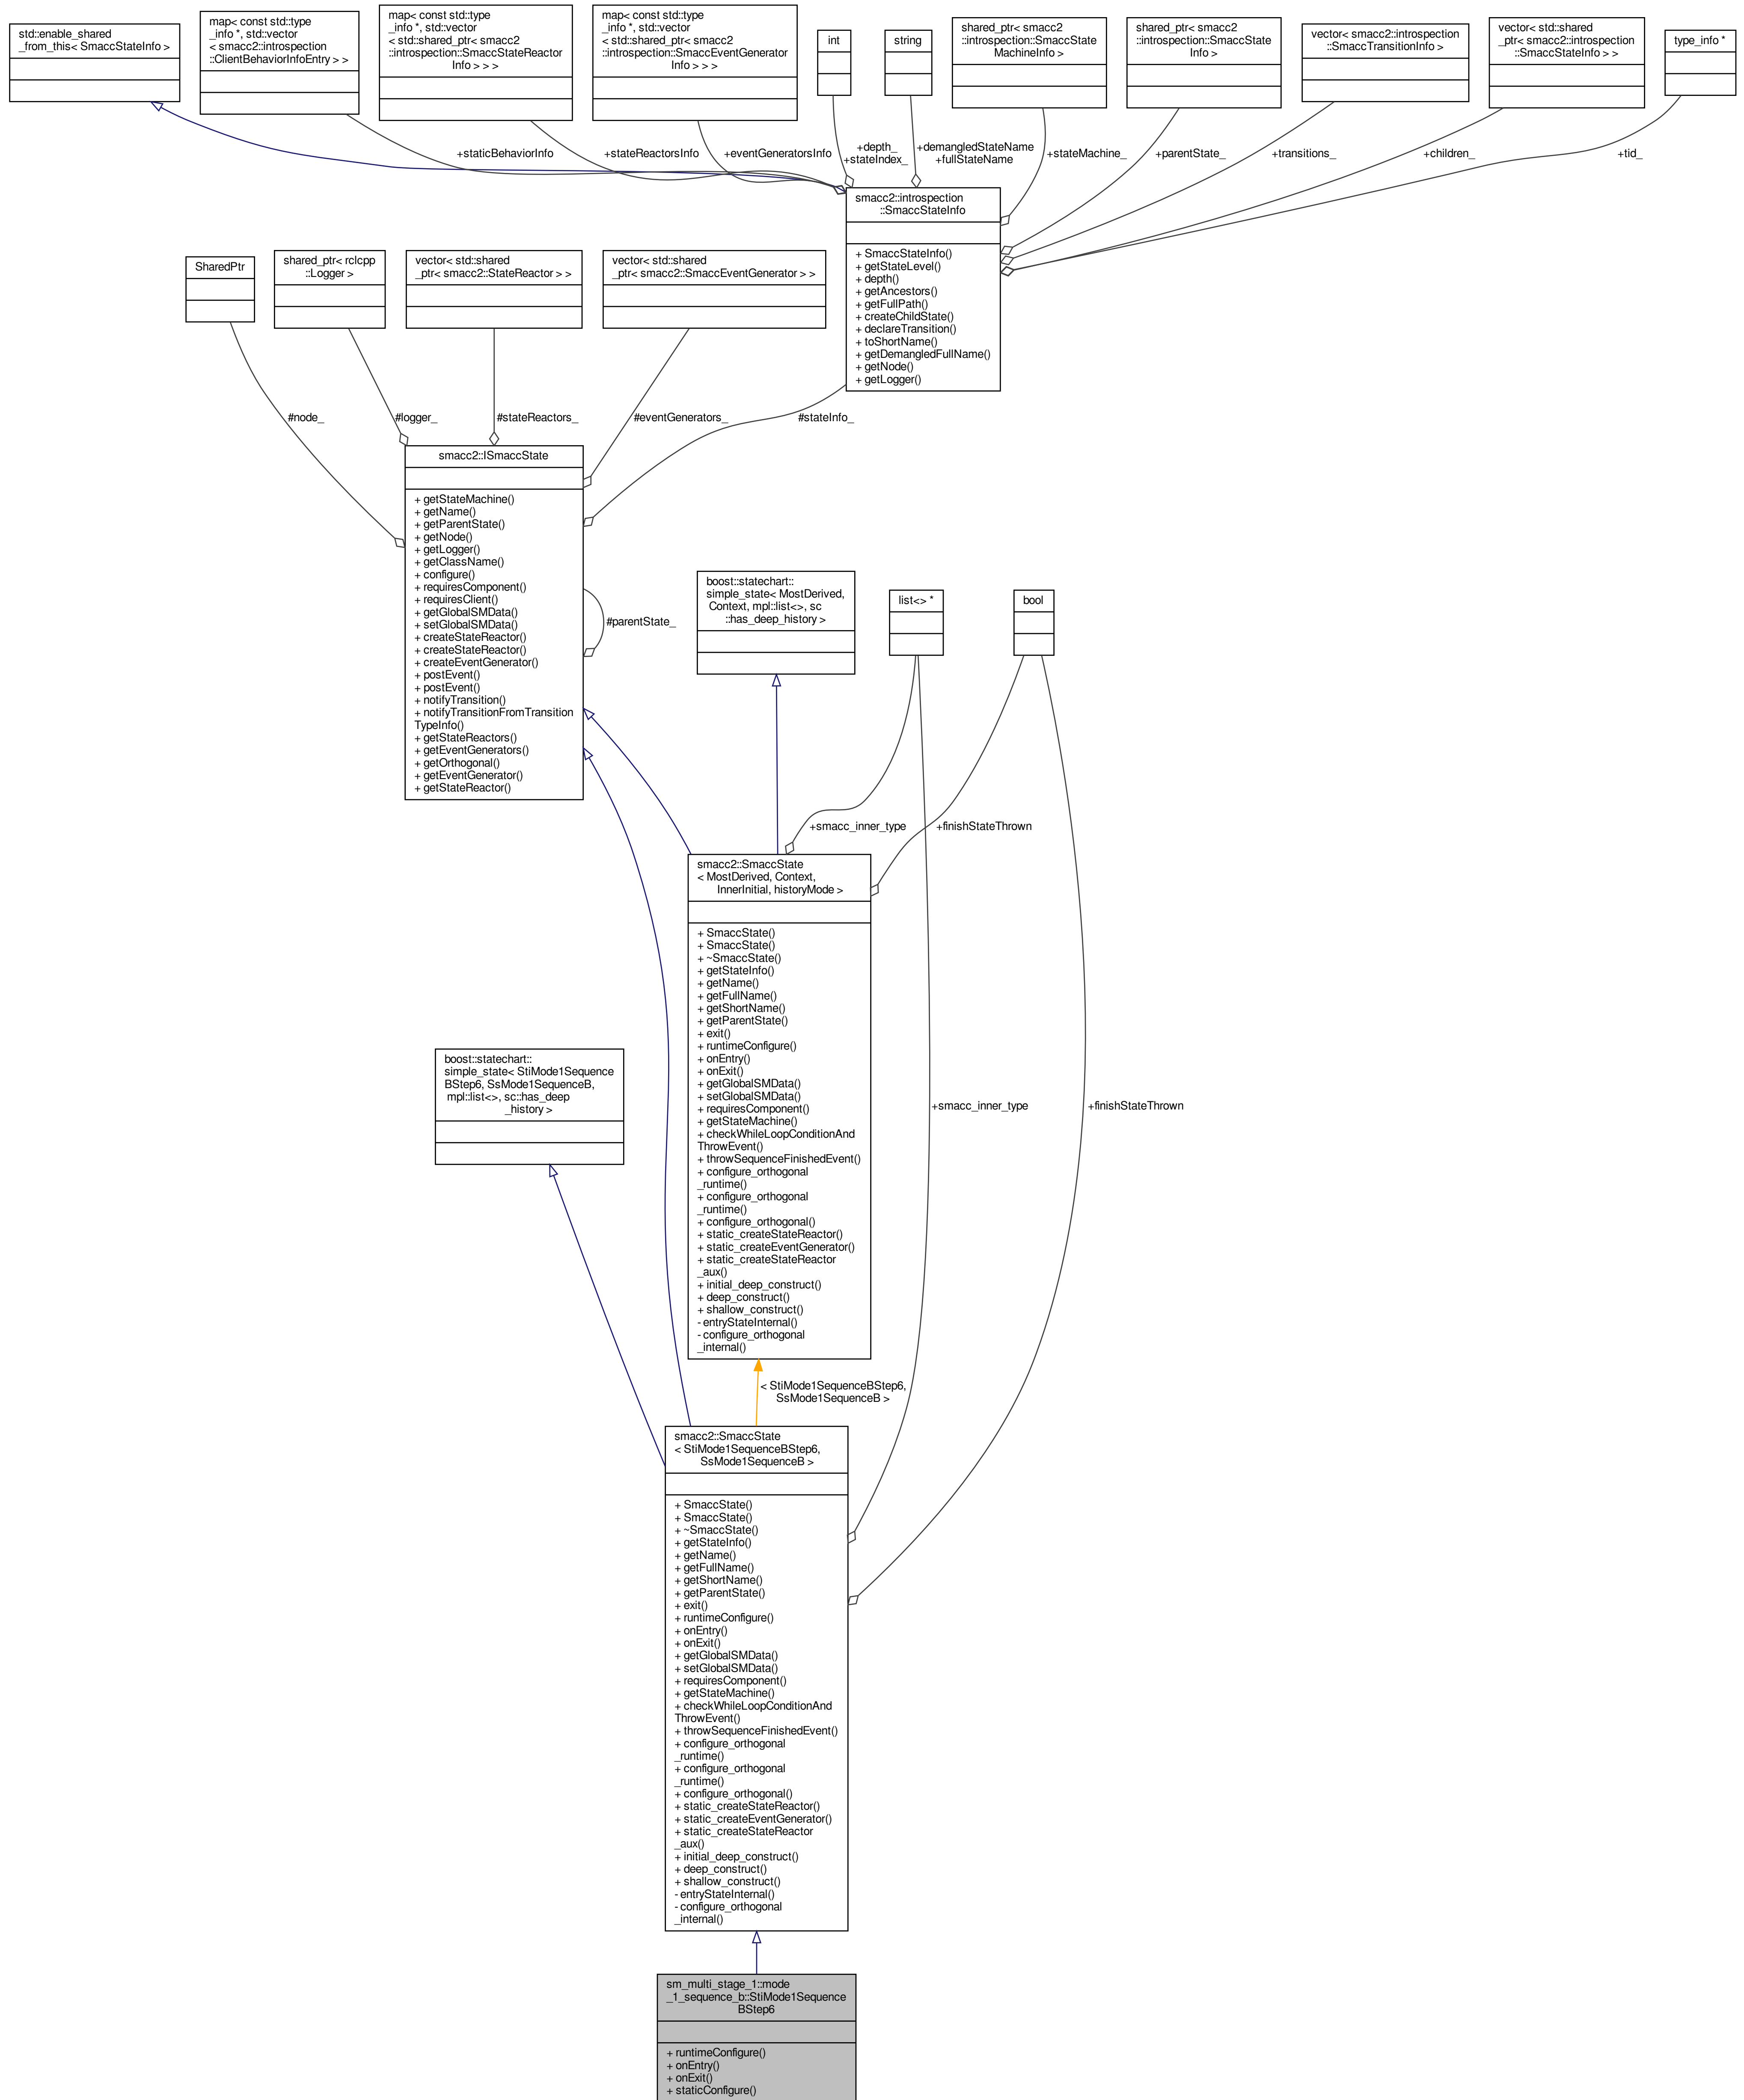 std::enable_shared
_from_this< SmaccStateInfo >
map< const std::type
_info *, std::vector
< smacc2::introspection
::ClientBehaviorInfoEntry > >
map< const std::type
_info *, std::vector
< std::shared_ptr< smacc2
::introspection::SmaccStateReactor
Info > > >
map< const std::type
_info *, std::vector
< std::shared_ptr< smacc2
::introspection::SmaccEventGenerator
Info > > >
int
string
shared_ptr< smacc2
::introspection::SmaccState
MachineInfo >
shared_ptr< smacc2
::introspection::SmaccState
Info >
vector< smacc2::introspection
::SmaccTransitionInfo >
vector< std::shared
_ptr< smacc2::introspection
::SmaccStateInfo > >
type_info *
+staticBehaviorInfo
+stateReactorsInfo
+eventGeneratorsInfo
+depth_
+stateIndex_
+demangledStateName
+fullStateName
+stateMachine_
+parentState_
+transitions_
+children_
+tid_
smacc2::introspection
::SmaccStateInfo
+ SmaccStateInfo()
+ getStateLevel()
+ depth()
+ getAncestors()
+ getFullPath()
+ createChildState()
+ declareTransition()
+ toShortName()
+ getDemangledFullName()
+ getNode()
+ getLogger()
SharedPtr
shared_ptr< rclcpp
::Logger >
vector< std::shared
_ptr< smacc2::StateReactor > >
vector< std::shared
_ptr< smacc2::SmaccEventGenerator > >
#node_
#logger_
#stateReactors_
#eventGenerators_
#stateInfo_
smacc2::ISmaccState
+ getStateMachine()
+ getName()
+ getParentState()
+ getNode()
+ getLogger()
+ getClassName()
+ configure()
+ requiresComponent()
+ requiresClient()
+ getGlobalSMData()
+ setGlobalSMData()
+ createStateReactor()
+ createStateReactor()
+ createEventGenerator()
+ postEvent()
+ postEvent()
+ notifyTransition()
+ notifyTransitionFromTransition
TypeInfo()
+ getStateReactors()
+ getEventGenerators()
+ getOrthogonal()
+ getEventGenerator()
+ getStateReactor()
#parentState_
boost::statechart::
simple_state< MostDerived,
Context, mpl::list<>, sc
::has_deep_history >
list<> *
bool
+smacc_inner_type
+finishStateThrown
smacc2::SmaccState
< MostDerived, Context,
InnerInitial, historyMode >
+ SmaccState()
+ SmaccState()
+ ~SmaccState()
+ getStateInfo()
+ getName()
+ getFullName()
+ getShortName()
+ getParentState()
+ exit()
+ runtimeConfigure()
+ onEntry()
+ onExit()
+ getGlobalSMData()
+ setGlobalSMData()
+ requiresComponent()
+ getStateMachine()
+ checkWhileLoopConditionAnd
ThrowEvent()
+ throwSequenceFinishedEvent()
+ configure_orthogonal
_runtime()
+ configure_orthogonal
_runtime()
+ configure_orthogonal()
+ static_createStateReactor()
+ static_createEventGenerator()
+ static_createStateReactor
_aux()
+ initial_deep_construct()
+ deep_construct()
+ shallow_construct()
- entryStateInternal()
- configure_orthogonal
_internal()
boost::statechart::
simple_state< StiMode1Sequence
BStep6, SsMode1SequenceB,
mpl::list<>, sc::has_deep
_history >
+smacc_inner_type
+finishStateThrown
< StiMode1SequenceBStep6,
SsMode1SequenceB >
smacc2::SmaccState
< StiMode1SequenceBStep6,
SsMode1SequenceB >
+ SmaccState()
+ SmaccState()
+ ~SmaccState()
+ getStateInfo()
+ getName()
+ getFullName()
+ getShortName()
+ getParentState()
+ exit()
+ runtimeConfigure()
+ onEntry()
+ onExit()
+ getGlobalSMData()
+ setGlobalSMData()
+ requiresComponent()
+ getStateMachine()
+ checkWhileLoopConditionAnd
ThrowEvent()
+ throwSequenceFinishedEvent()
+ configure_orthogonal
_runtime()
+ configure_orthogonal
_runtime()
+ configure_orthogonal()
+ static_createStateReactor()
+ static_createEventGenerator()
+ static_createStateReactor
_aux()
+ initial_deep_construct()
+ deep_construct()
+ shallow_construct()
- entryStateInternal()
- configure_orthogonal
_internal()
sm_multi_stage_1::mode
_1_sequence_b::StiMode1Sequence
BStep6
+ runtimeConfigure()
+ onEntry()
+ onExit()
+ staticConfigure()